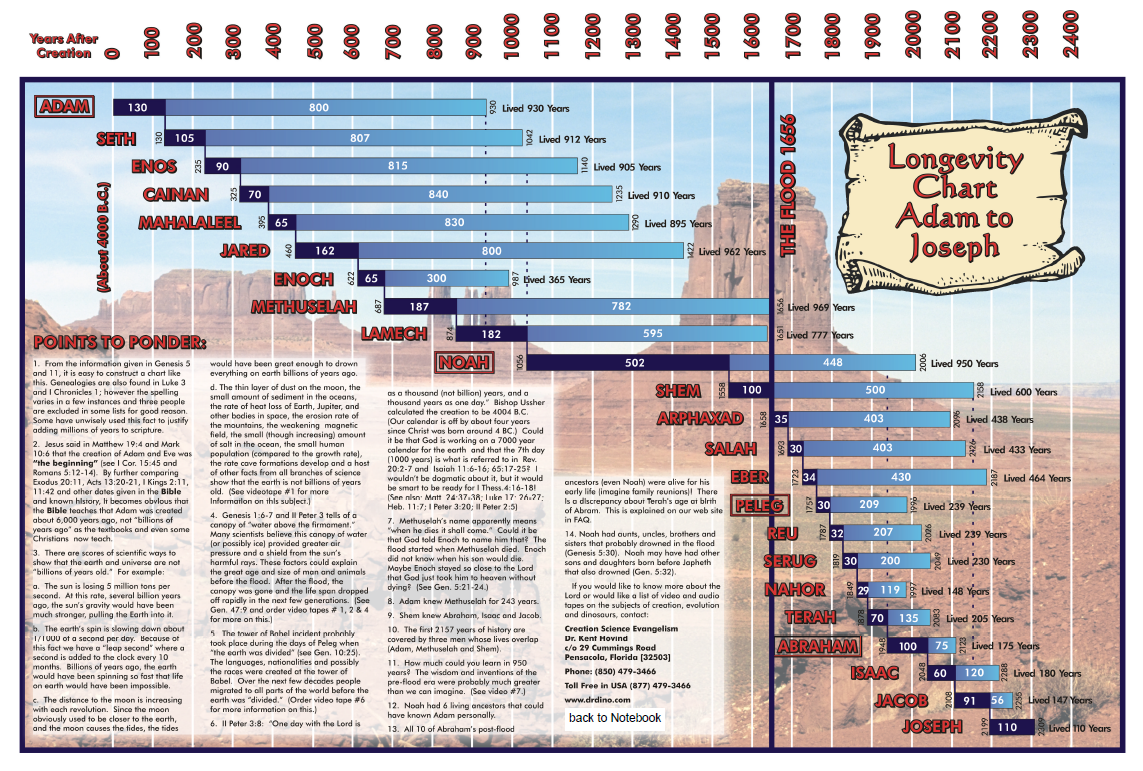 Years After
Creation
0 100 200 300 400 500 600 700 800 900 1000 1100 1200 1300 1400 1500 1600 1700 1800 1900 2000 2100 2200 2300 2400
ADAM 130 800 930 Lived 930 Years
SETH 130 105 807 1042 Lived 912 Years
ENOS 235 90 815 1140 Lived 905 Years
CAINAN 325 70 840 1235 Lived 910 Years
MAHALALEEL 395 65 830 1290 Lived 895 Years
JARED 460 162 800 1422 Lived 962 Years
ENOCH 622 65 300 987 Lived 365 Years
METHUSELAH 687 187 782 1656 Lived 969 Years
LAMECH 874 182 595 1651 Lived 777 Years
NOAH 1056 502 448 2006 Lived 950 Years
SHEM 1558 100 500 2158 Lived 600 Years
ARPHAXAD 1658 35 403 2096 Lived 438 Years
SALAH 1693 30 403 2126 Lived 433 Years
EBER 1723 34 430 2187 Lived 464 Years
PELEG 1757 30 209 1996 Lived 239 Years
REU 1787 32 207 2026 Lived 239 Years
SERUG 1819 30 200 2049 Lived 230 Years
NAHOR 1849 29 119 1997 Lived 148 Years
TERAH 1878 70 135 2083 Lived 205 Years
ABRAHAM 1948 100 75 2123 Lived 175 Years
ISAAC 2048 60 120 2288 Lived 180 Years
JACOB 2108 91 56 2255 Lived 147 Years
JOSEPH 2199 110 2309 Lived 110 Years
(About 4000 B.C.)
THE FLOOD 1656
Longevity
Chart
Adam to
Joseph
POINTS TO PONDER:
1. From the information given in Genesis 5
and 11, it is easy to construct a chart like
this. Genealogies are also found in Luke 3
and I Chronicles 1; however the spelling
varies in a few instances and three people
are excluded in some lists for good reason.
Some have unwisely used this fact to justify
adding millions of years to scripture.
2. Jesus said in Matthew 19:4 and Mark
10:6 that the creation of Adam and Eve was
"the beginning" (see I Cor. 15:45 and
Romans 5:12-14). By further comparing
Exodus 20:11, Acts 13:20-21, I Kings 2:11,
11:42 and other dates given in the Bible
and known history, It becomes obvious that
the Bible teaches that Adam was created
about 6,000 years ago, not "billions of
years ago" as the textbooks and even some
Christians now teach.
3. There are scores of scientific ways to
show that the earth and universe are not
"billions of years old." For example:
a. The sun is losing 5 million tons per
second. At this rate, several billion years
ago, the sun's gravity would have been
much stronger, pulling the Earth into it.
b. The earth's spin is slowing down about
1/1000 of a second per day. Because of
this fact we have a "leap second" where a
second is added to the clock every 10
months. Billions of years ago, the earth
would have been spinning so fast that life
on earth would have been impossible.
c. The distance to the moon is increasing
with each revolution. Since the moon
obviously used to be closer to the earth,
and the moon causes the tides, the tides
would have been great enough to drown
everything on earth billions of years ago.
d. The thin layer of dust on the moon, the
small amount of sediment in the oceans,
the rate of heat loss of Earth, Jupiter, and
other bodies in space, the erosion rate of
the mountains, the weakening magnetic
field, the small (though increasing) amount
of salt in the ocean, the small human
population (compared to the growth rate),
the rate cave formations develop and a host
of other facts from all branches of science
show that the earth is not billions of years
old. (See videotape #1 for more
Information on this subject.)
4. Genesis 1:6-7 and II Peter 3 tells of a
canopy of "water above the firmament."
Many scientists believe this canopy of water
(or possibly ice) provided greater air
pressure and a shield from the sun's
harmful rays. These factors could explain
the great age and size of man and animals
before the flood. After the flood, the
canopy was gone and the life span dropped
off rapidly in the next few generations. (See
Gen. 47:9 and order video tapes # 1, 2 & 4
for more on this.)
5. The tower of Babel incident probably
took place during the days of Peleg when
"the earth was divided" (see Gen. 10:25).
The languages, nationalities and possibly
the races were created at the tower of
Babel. Over the next few decades people
migrated to all parts of the world before the
earth was "divided." (Order video tape #6
for more information on this.)
6. II Peter 3:8: "One day with the Lord is
as a thousand (not billion) years, and a
thousand years as one day." Bishop Ussher
calculated the creation to be 4004 B.C.
(Our calendar is off by about four years
since Christ was born around 4 BC.) Could
it be that God is working on a 7000 year
calendar for the earth and that the 7th day
(1000 years) is what is referred to in Rev.
20:2-7 and Isaiah 11:6-16; 65:17-25? I
wouldn't be dogmatic about it, but it would
be smart to be ready for I Thess.4:16-18!
(See also: Matt. 24:37-38; Luke 17: 26-27;
Heb. 11:7; I Peter 3:20; II Peter 2:5)
7. Methuselah's name apparently means
"when he dies it shall come." Could it be
that God told Enoch to name him that? The
flood started when Methuselah died. Enoch
did not know when his son would die.
Maybe Enoch stayed so close to the Lord
that God just took him to heaven without
dying? (See Gen. 5:21-24.)
8. Adam knew Methuselah for 243 years.
9. Shem knew Abraham, Isaac and Jacob.
10. The first 2157 years of history are
covered by three men whose lives overlap
(Adam, Methuselah and Shem).
11. How much could you learn in 950
years? The wisdom and inventions of the
pre-flood era were probably much greater
than we can imagine. (See video #7.)
12. Noah had 6 living ancestors that could
have known Adam personally.
13. All 10 of Abraham's post-flood
ancestors (even Noah) were alive for his
early life (imagine family reunions)! There
Is a discrepancy about Terah's age at birth
of Abram. This is explained on our web site
in FAQ.
14. Noah had aunts, uncles, brothers and
sisters that probably drowned in the flood
(Genesis 5:30). Noah may have had other
sons and daughters born before Japheth
that also drowned (Gen. 5:32).
If you would like to know more about the
Lord or would like a list of video and audio
tapes on the subjects of creation, evolution
and dinosaurs, contact:
Creation Science Evangelism
Dr. Kent Hovind
c/o 29 Cummings Road
Pensacola, Florida [32503]
Phone: (850) 479-3466
Toll Free in USA (877) 479-3466
www.drdino.com
back to Notebook